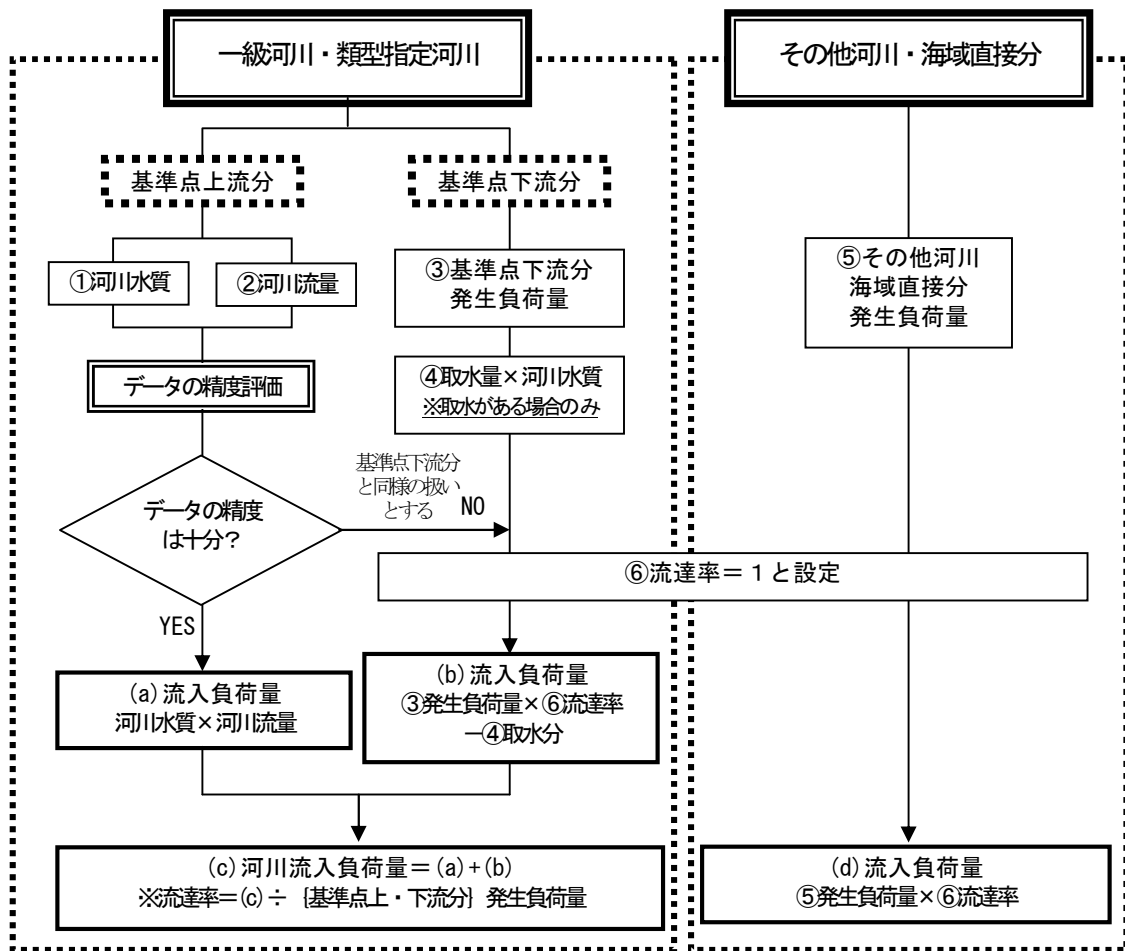 一級河川・類型指定河川
その他河川・海域直接分
基準点上流分
基準点下流分
①河川水質
②河川流量
③基準点下流分
発生負荷量
⑤その他河川
海域直接分
発生負荷量
データの精度評価
④取水量×河川水質
※取水がある場合のみ
データの精度
は十分?
基準点下流分
と同様の扱い
とする
NO
⑥流達率＝１と設定
YES
(a)流入負荷量
河川水質×河川流量
(b)流入負荷量
③発生負荷量×⑥流達率
－④取水分
(c)河川流入負荷量＝(a)+(b)
※流達率＝(c)÷ {基準点上・下流分} 発生負荷量
(d)流入負荷量
⑤発生負荷量×⑥流達率